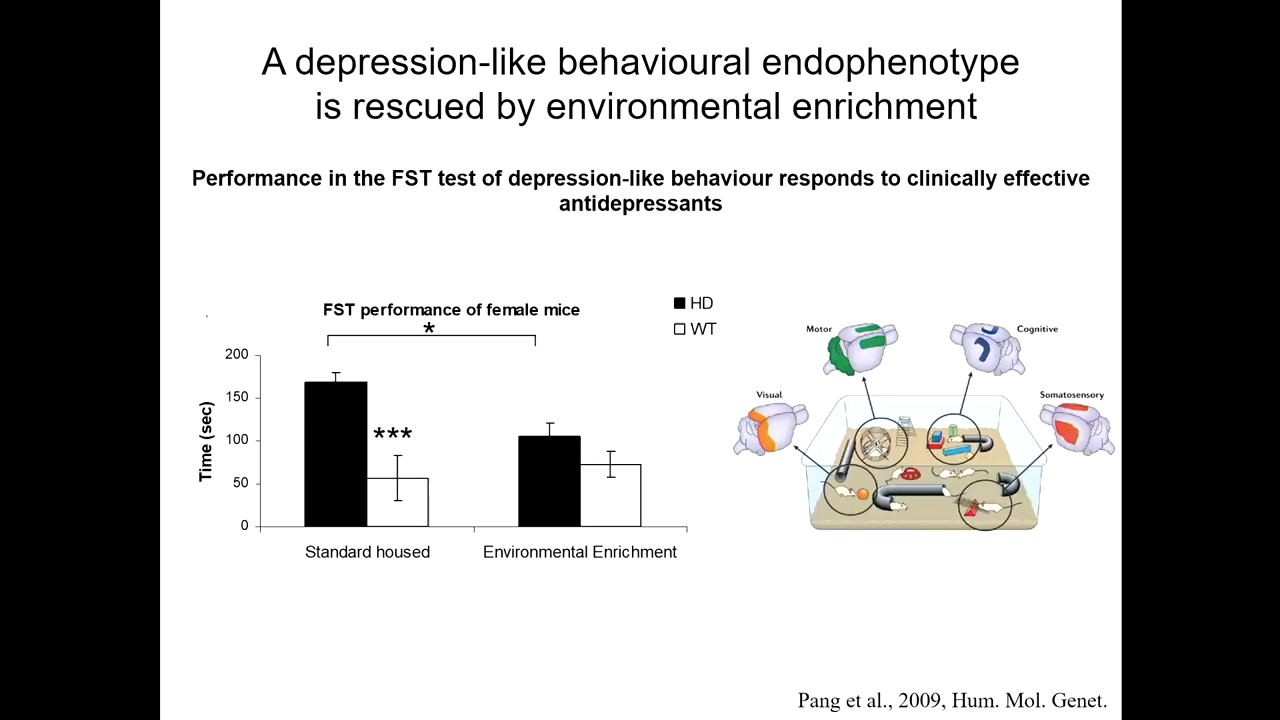 A depression-like behavioural endophenotype
is rescued by environmental enrichment
Performance in the FST test of depression-like behaviour responds to clinically effective
antidepressants
FST performance of female mice
*
HD
WT
200
150
100
50
0
Time (sec)
***
Standard housed
Environmental Enrichment
Motor
Cognitive
Visual
Somatosensory
Pang et al., 2009, Hum. Mol. Genet.